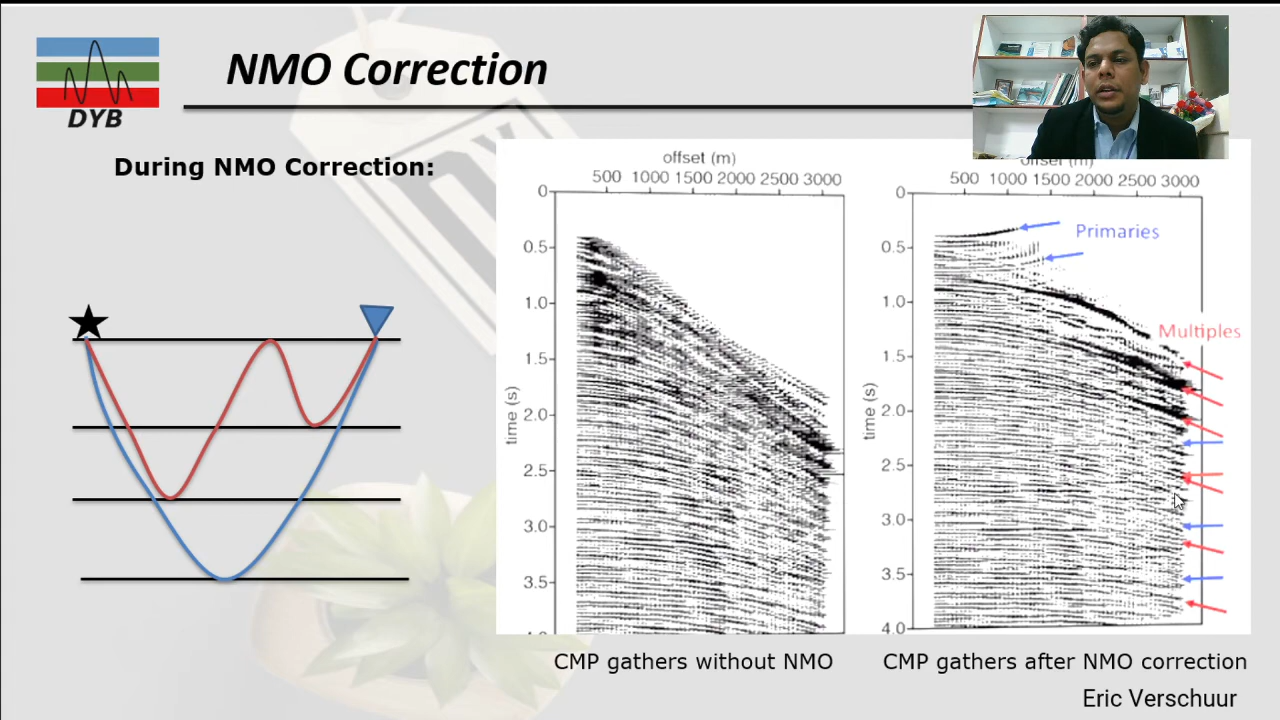 NMO Correction
DYB
During NMO Correction:
offset (m)
500 1000 1500 2000 2500 3000
0
0.5
1.0
1.5
2.0
2.5
3.0
3.5
time (s)
offset (m)
500 1000 1500 2000 2500 3000
0
0.5
1.0
1.5
2.0
2.5
3.0
3.5
4.0
time (s)
Primaries
Multiples
CMP gathers without NMO
CMP gathers after NMO correction
Eric Verschuur